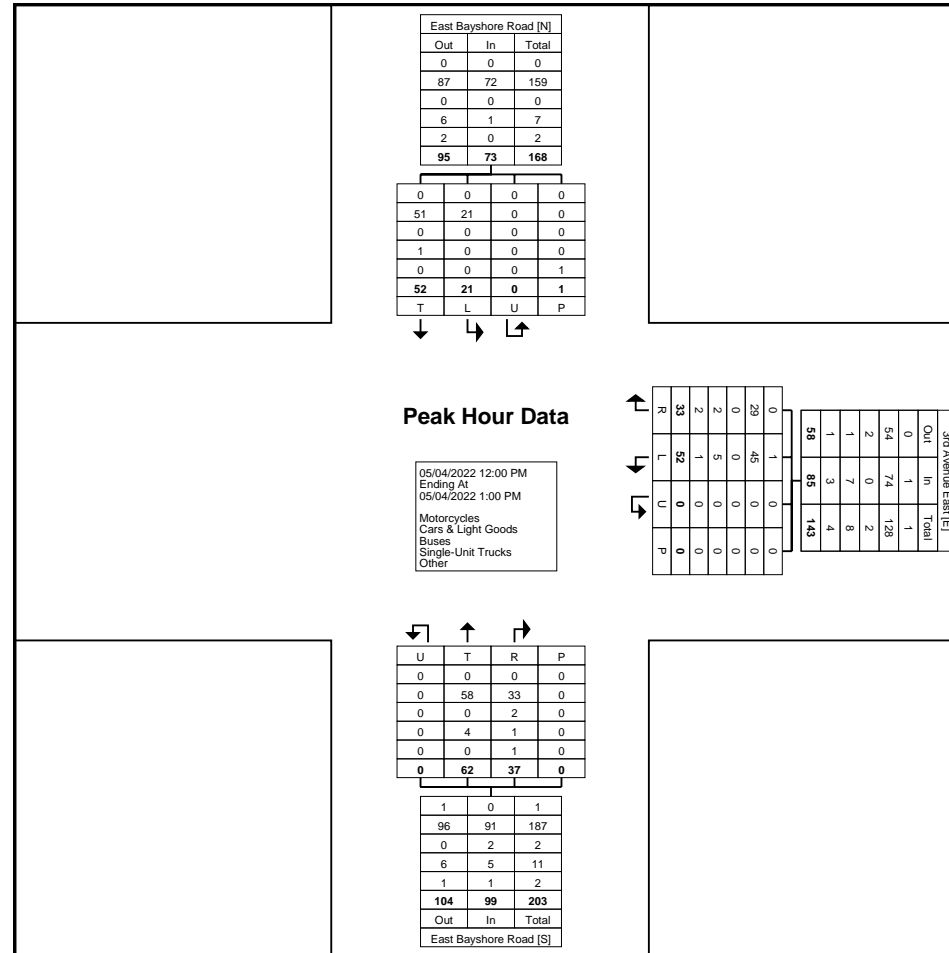 East Bayshore Road [N]
Out In Total
0 0 0
87 72 159
0 0 0
6 1 7
2 0 2
95 73 168
0 0 0 0
51 21 0 0
0 0 0 0
1 0 0 0
0 0 0 1
52 21 0 1
T L U P
Peak Hour Data
05/04/2022 12:00 PM
Ending At
05/04/2022 1:00 PM
Motorcycles
Cars & Light Goods
Buses
Single-Unit Trucks
Other
3rd Avenue East [E]
Out In Total
0 1 1
54 74 128
2 0 2
1 7 8
1 3 4
58 85 143
0 1 0 0
29 45 0 0
0 0 0 0
2 5 0 0
2 1 0 0
33 52 0 0
R L U P
U T R P
0 0 0 0
0 58 33 0
0 0 2 0
0 4 1 0
0 0 1 0
0 62 37 0
1 0 1
96 91 187
0 2 2
6 5 11
1 1 2
104 99 203
Out In Total
East Bayshore Road [S]